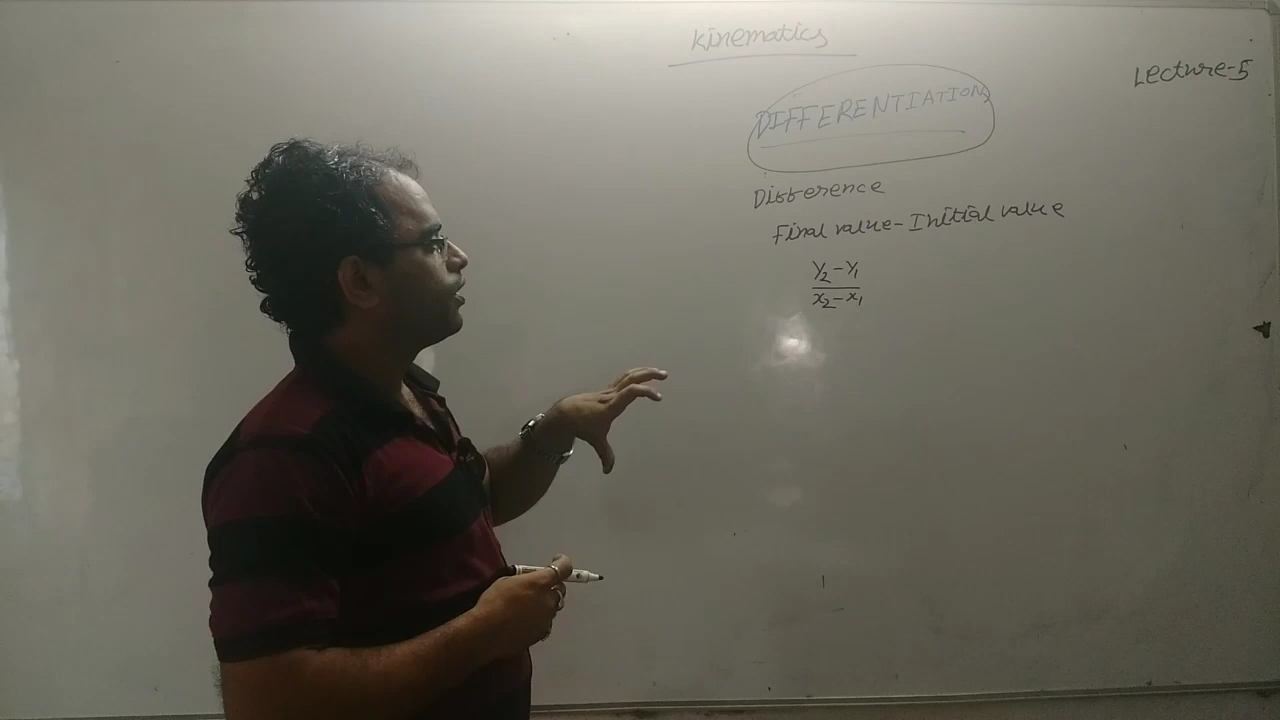 Kinematics
Lecture-5
DIFFERENTIATION
Difference
Final value - Initial value
y₂ - y₁
x₂ - x₁